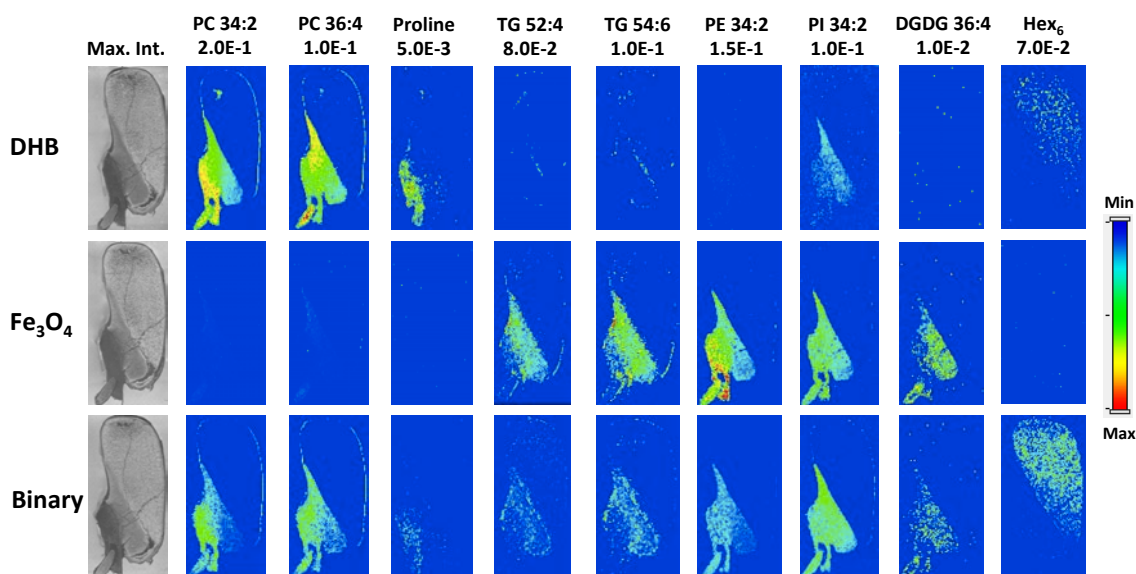 Max. Int.
PC 34:2
2.0E-1
PC 36:4
1.0E-1
Proline
5.0E-3
TG 52:4
8.0E-2
TG 54:6
1.0E-1
PE 34:2
1.5E-1
PI 34:2
1.0E-1
DGDG 36:4
1.0E-2
Hex₆
7.0E-2
DHB
Fe₃O₄
Binary
Min
Max